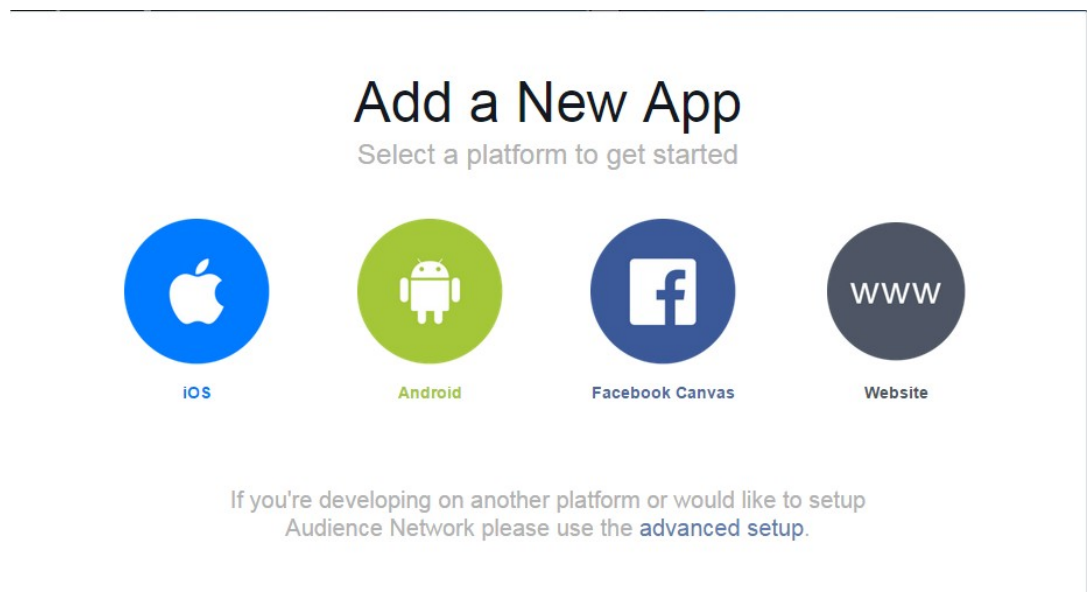 Add a New App
Select a platform to get started
www
iOS
Android
Facebook Canvas
Website
If you're developing on another platform or would like to setup
Audience Network please use the advanced setup.